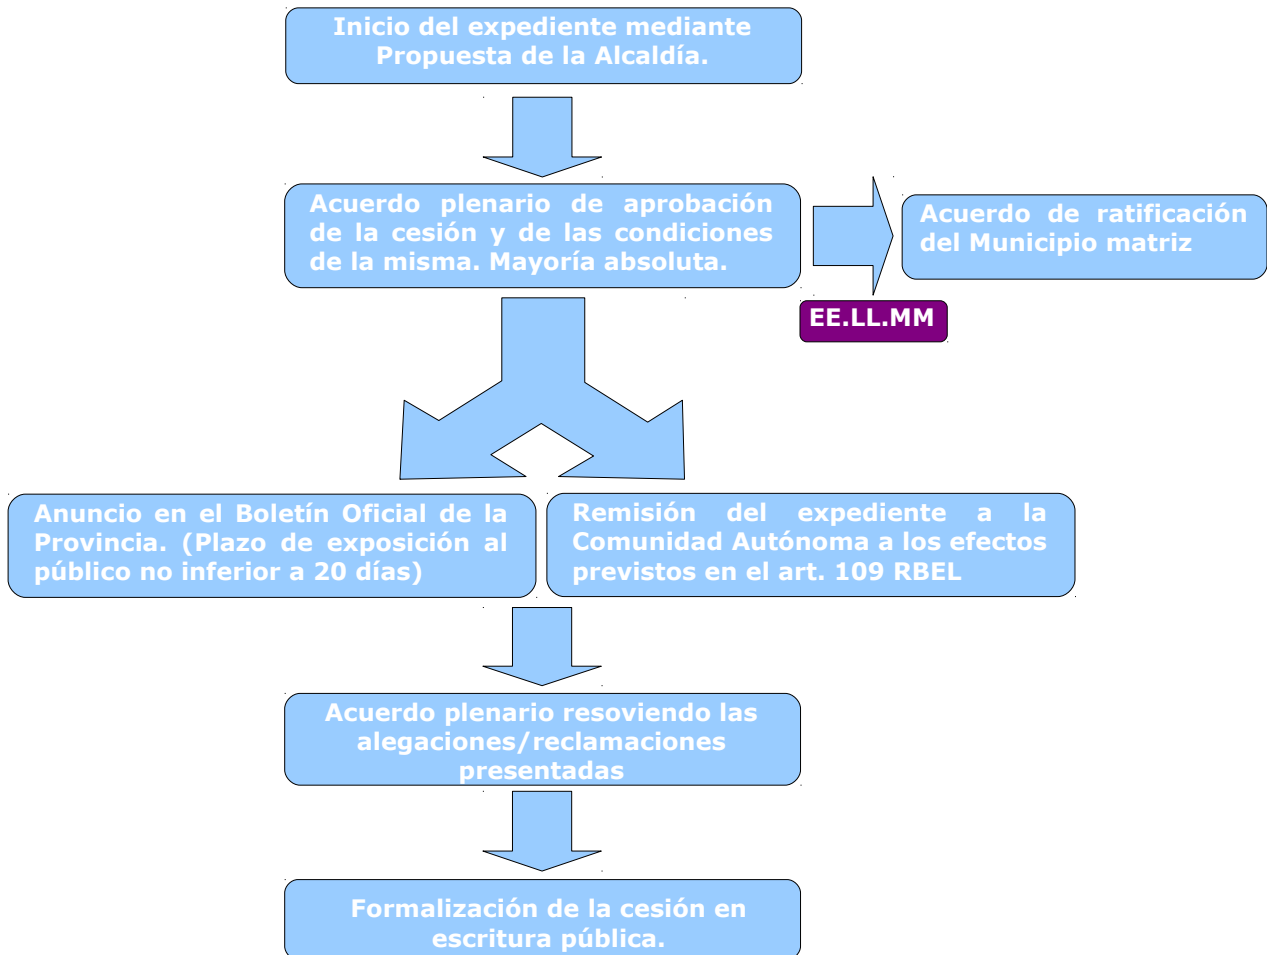 Inicio del expediente mediante
Propuesta de la Alcaldía.
Acuerdo plenario de aprobación
de la cesión y de las condiciones
de la misma. Mayoría absoluta.
Acuerdo de ratificación
del Municipio matriz
EE.LL.MM
Anuncio en el Boletín Oficial de la
Provincia. (Plazo de exposición al
público no inferior a 20 días)
Remisión del expediente a la
Comunidad Autónoma a los efectos
previstos en el art. 109 RBEL
Acuerdo plenario resoviendo las
alegaciones/reclamaciones
presentadas
Formalización de la cesión en
escritura pública.